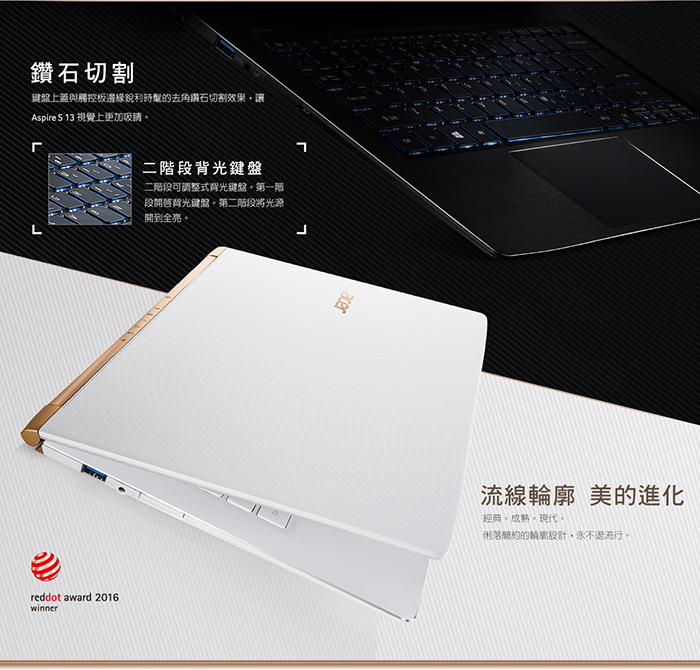 鑽石切割
鍵盤上蓋與觸控板邊緣銳利時髦的去角鑽石切割效果，讓
Aspire S 13 視覺上更加吸睛。
二階段背光鍵盤
二階段可調整式背光鍵盤。第一階
段開啓背光鍵盤。第二階段將光源
開到全亮。
acer
流線輪廓 美的進化
經典。成熟。現代。
俐落簡約的輪廓設計，永不退流行。
reddot award 2016
winner